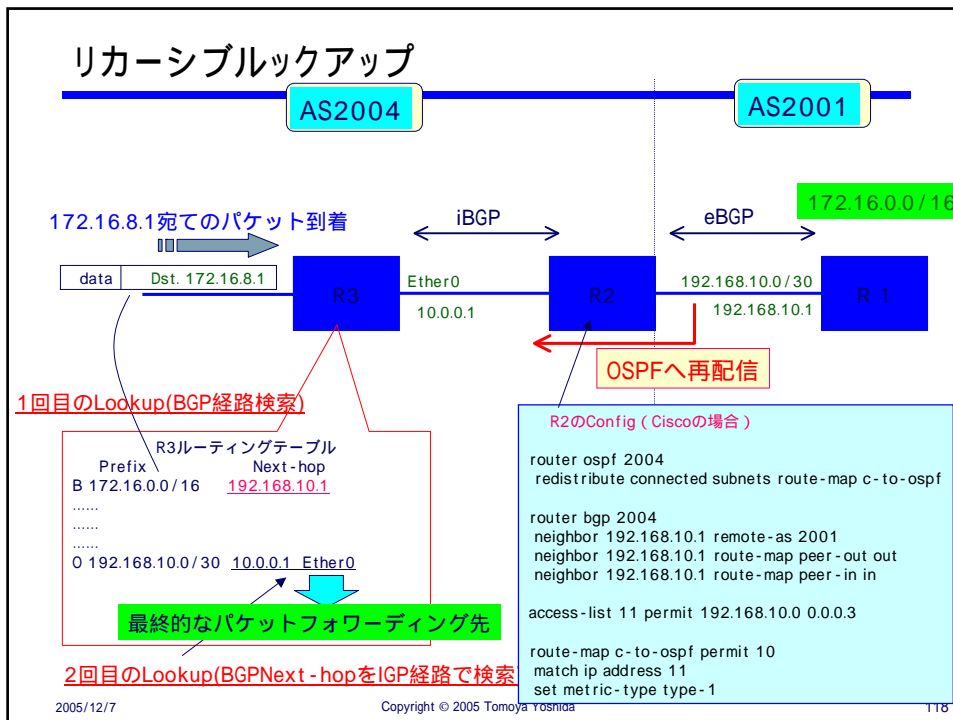 リカーシブルックアップ
AS2004
AS2001
172.16.0.0/16
172.16.8.1宛てのパケット到着
iBGP
eBGP
data
Dst. 172.16.8.1
R3
Ether0
10.0.0.1
R2
192.168.10.0/30
192.168.10.1
R 1
OSPFへ再配信
1回目のLookup(BGP経路検索)
R3ルーティングテーブル
Prefix Next-hop
B 172.16.0.0/16 192.168.10.1
......
......
......
O 192.168.10.0/30 10.0.0.1 Ether0
最終的なパケットフォワーディング先
2回目のLookup(BGPNext-hopをIGP経路で検索
R2のConfig(Ciscoの場合)
router ospf 2004
redistribute connected subnets route-map c-to-ospf
router bgp 2004
neighbor 192.168.10.1 remote-as 2001
neighbor 192.168.10.1 route-map peer-out out
neighbor 192.168.10.1 route-map peer-in in
access-list 11 permit 192.168.10.0 0.0.0.3
route-map c-to-ospf permit 10
match ip address 11
set metric-type type-1
2005/12/7
Copyright © 2005 Tomoya Yoshida
118